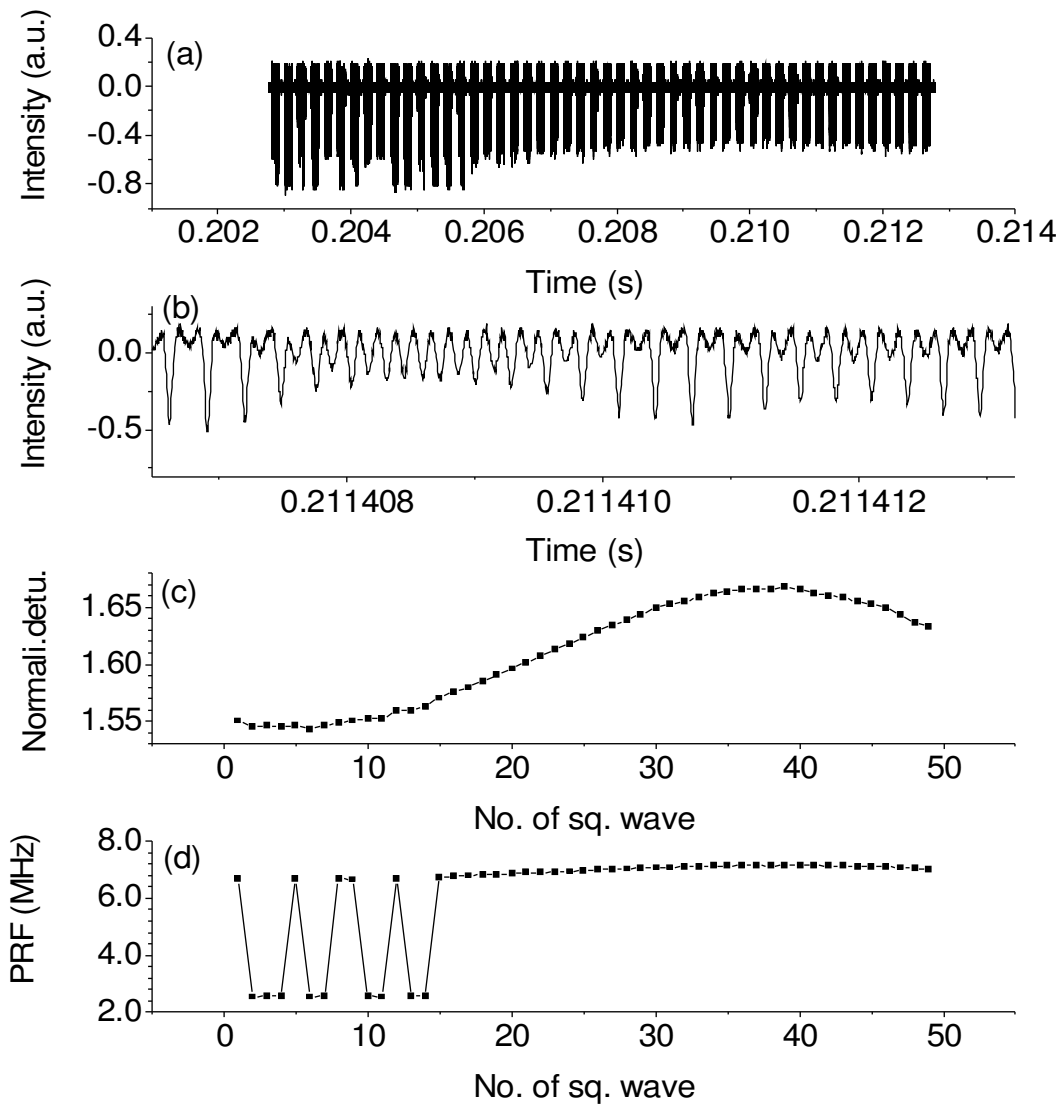 (a)
Intensity (a.u.)
0.4
0.0
-0.4
-0.8
0.202 0.204 0.206 0.208 0.210 0.212 0.214
Time (s)
(b)
Intensity (a.u.)
0.0
-0.5
0.211408 0.211410 0.211412
Time (s)
(c)
Normali.detu.
1.65
1.60
1.55
0 10 20 30 40 50
No. of sq. wave
(d)
PRF (MHz)
8.0
6.0
4.0
2.0
0 10 20 30 40 50
No. of sq. wave